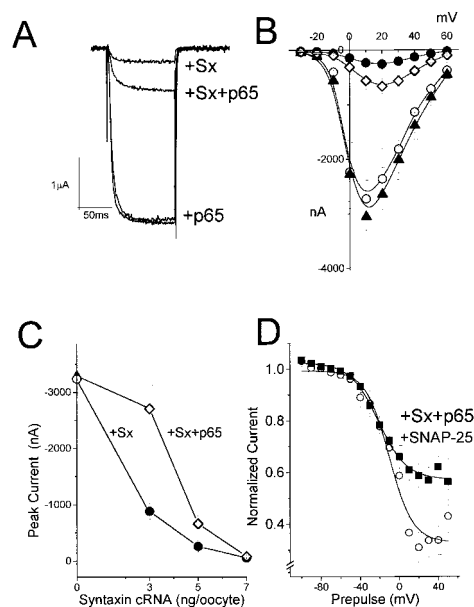 A
+Sx
+Sx+p65
+p65
1µA
50ms
B
mV
-20 0 20 40 60
0
-2000
nA
-4000
C
-3000
-1000
0
Peak Current (nA)
+Sx
+Sx+p65
0 3 5 7
Syntaxin cRNA (ng/oocyte)
D
1.0
0.8
0.6
0.4
Normalized Current
+Sx+p65
+SNAP-25
-80 -40 0 40
Prepulse (mV)